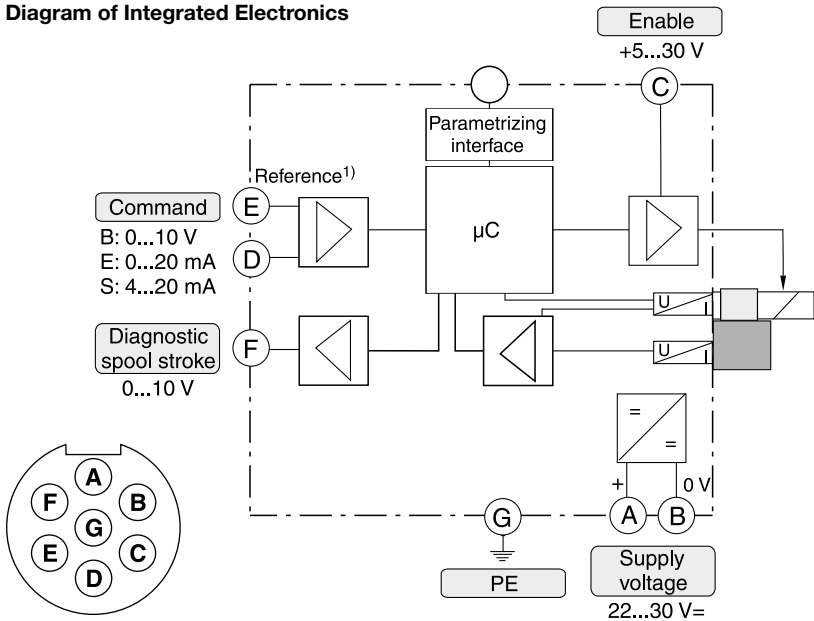 Diagram of Integrated Electronics
Enable
+5...30 V
C
Parametrizing
interface
Reference1)
Command
E
B: 0...10 V
E: 0...20 mA
S: 4...20 mA
D
µC
U
I
Diagnostic
spool stroke
0...10 V
F
U
I
=
=
+
0 V
A
B
G
PE
Supply
voltage
22...30 V=
A
F
B
G
E
C
D